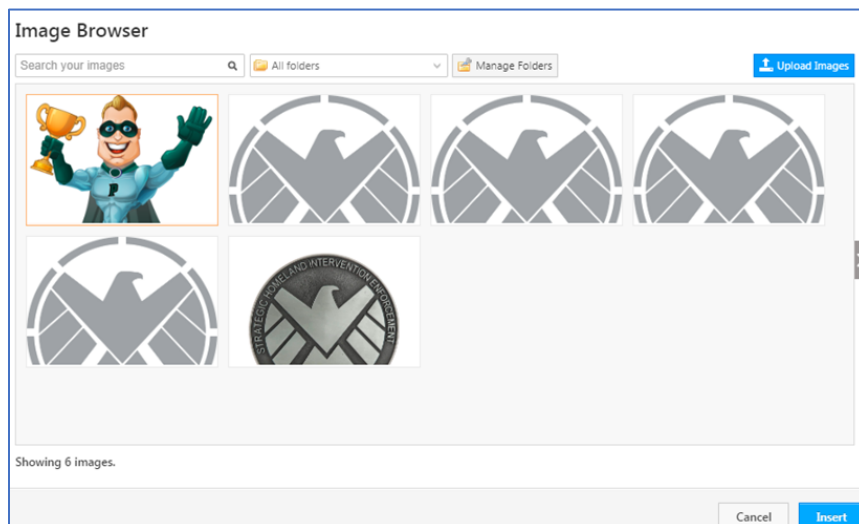 Image Browser
Search your images
All folders
Manage Folders
Upload Images
P
STRATEGIC HOMELAND INTERVENTION ENFORCEMENT
Showing 6 images.
Cancel
Insert